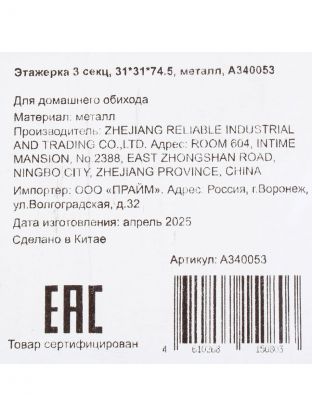 Этажерка 3 секц, 31*31*74.5, металл, А340053
Для домашнего обихода
Материал: металл
Производитель: ZHEJIANG RELIABLE INDUSTRIAL
AND TRADING CO.,LTD. Адрес: ROOM 604, INTIME
MANSION, No 2388, EAST ZHONGSHAN ROAD,
NINGBO CITY, ZHEJIANG PROVINCE, CHINA
Импортер: ООО «ПРАЙМ». Адрес: Россия, г.Воронеж,
ул.Волгоградская, д.32
Дата изготовления: апрель 2025
Сделано в Китае
Артикул: А340053
EAC
Товар сертифицирован
4